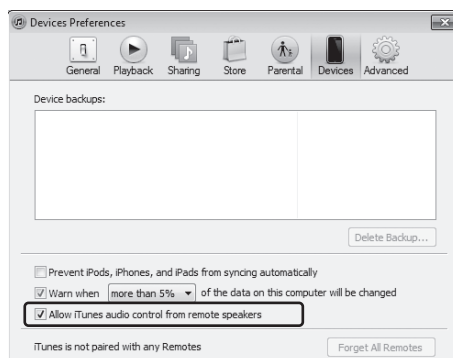 Devices Preferences
General Playback Sharing Store Parental Devices Advanced
Device backups:
Delete Backup...
Prevent iPods, iPhones, and iPads from syncing automatically
Warn when more than 5% of the data on this computer will be changed
Allow iTunes audio control from remote speakers
iTunes is not paired with any Remotes Forget All Remotes